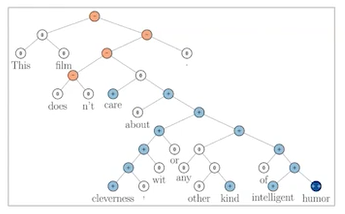 This film
.
does n't care
about
or
wit any
of
cleverness , other kind intelligent humor